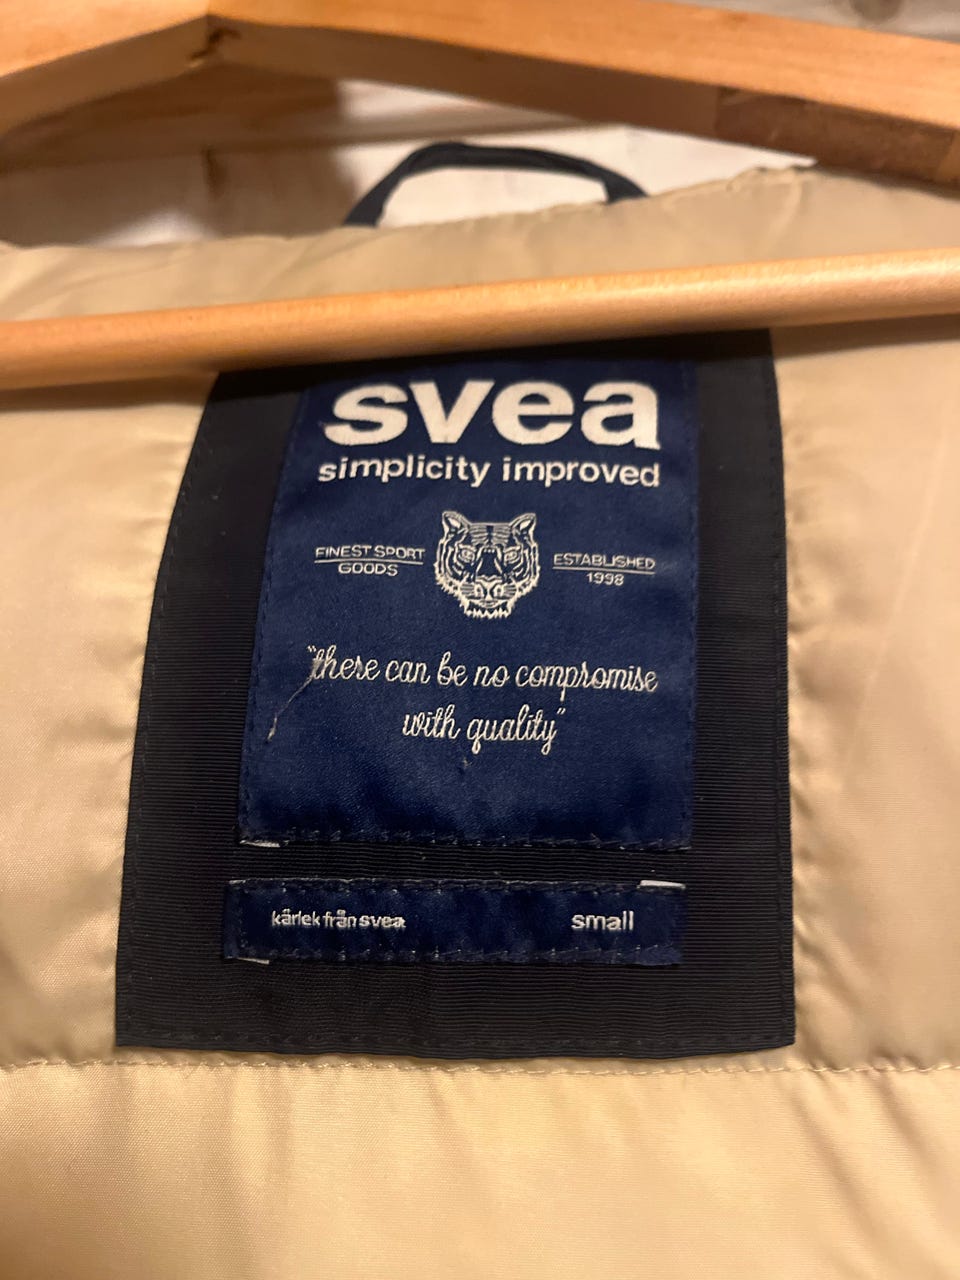 svea
simplicity improved
FINEST SPORT
GOODS
ESTABLISHED
1998
"there can be no compromise
with quality"
kärlek från svea
small